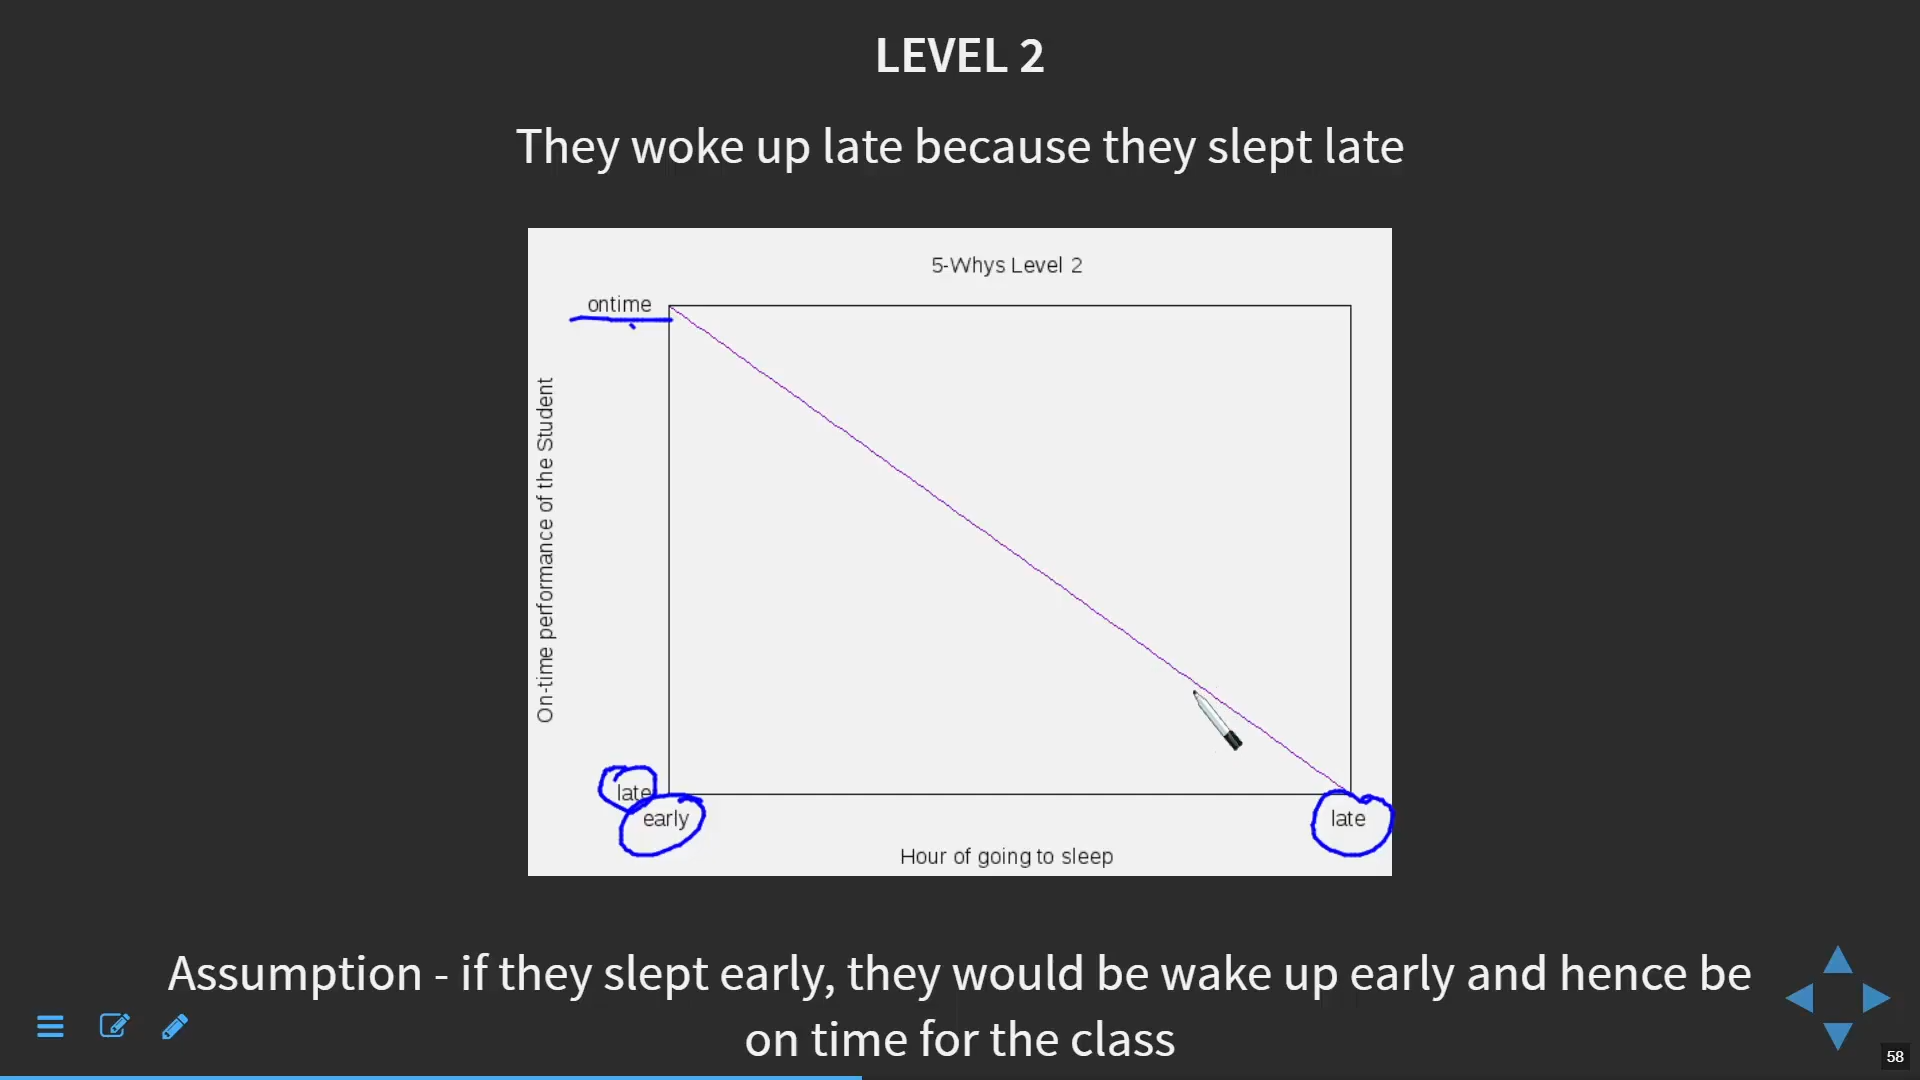 LEVEL 2
They woke up late because they slept late
5-Whys Level 2
ontime
On-time performance of the Student
late
early
late
Hour of going to sleep
Assumption - if they slept early, they would be wake up early and hence be
on time for the class
58